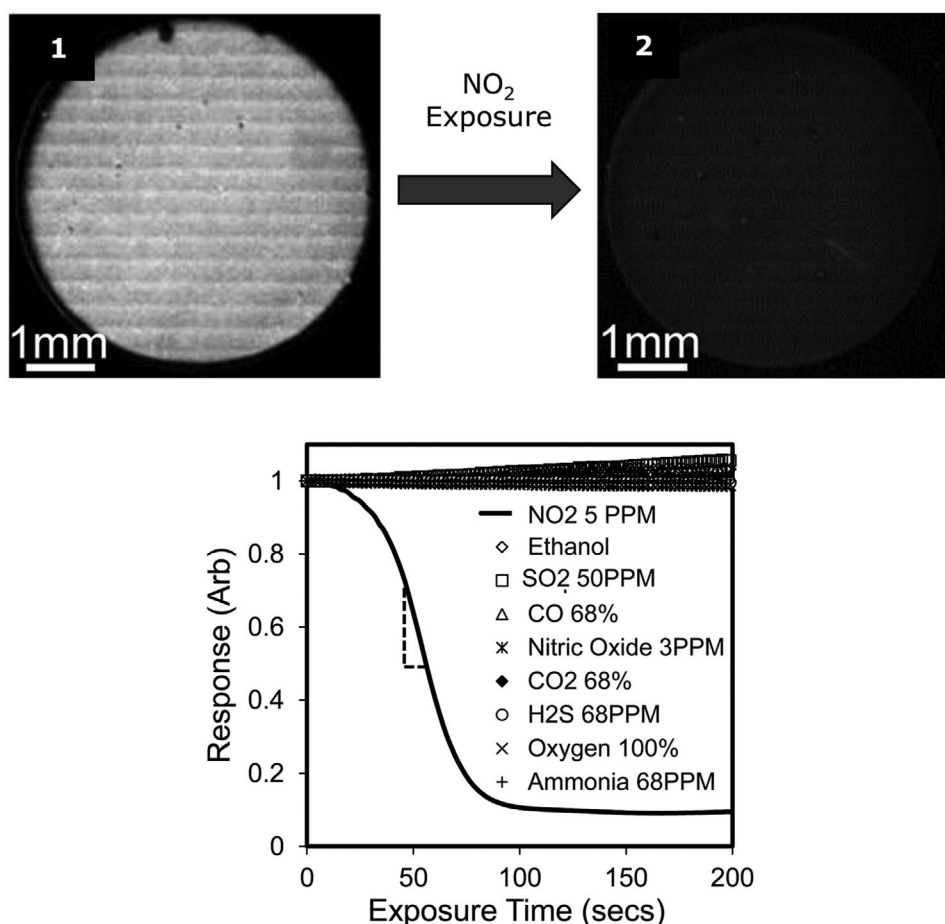 1
NO₂
Exposure
2
1mm
1mm
Response (Arb)
1
0.8
0.6
0.4
0.2
0
NO2 5 PPM
Ethanol
SO2 50PPM
CO 68%
Nitric Oxide 3PPM
CO2 68%
H2S 68PPM
Oxygen 100%
Ammonia 68PPM
0 50 100 150 200
Exposure Time (secs)